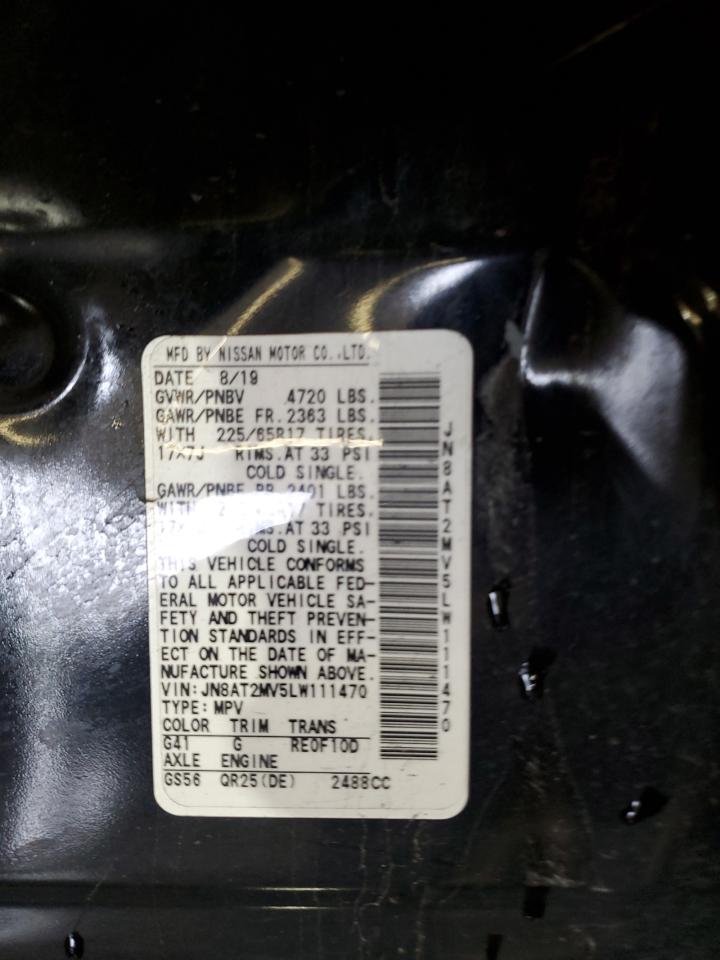 MFD BY NISSAN MOTOR CO.,LTD.
DATE 8/19
GVWR/PNBV 4720 LBS.
GAWR/PNBE FR. 2363 LBS.
WITH 225/65R17 TIRES.
17X7J RIMS. AT 33 PSI
COLD SINGLE.
GAWR/PNBE RR. 2401 LBS.
WITH TIRES.
AT 33 PSI
COLD SINGLE.
THIS VEHICLE CONFORMS
TO ALL APPLICABLE FED-
ERAL MOTOR VEHICLE SA-
FETY AND THEFT PREVEN-
TION STANDARDS IN EFF-
ECT ON THE DATE OF MA-
NUFACTURE SHOWN ABOVE.
VIN: JN8AT2MV5LW111470
TYPE: MPV
COLOR TRIM TRANS
G41 G RE0F10D
AXLE ENGINE
GS56 QR25(DE) 2488CC
JN8AT2MV5LW111470